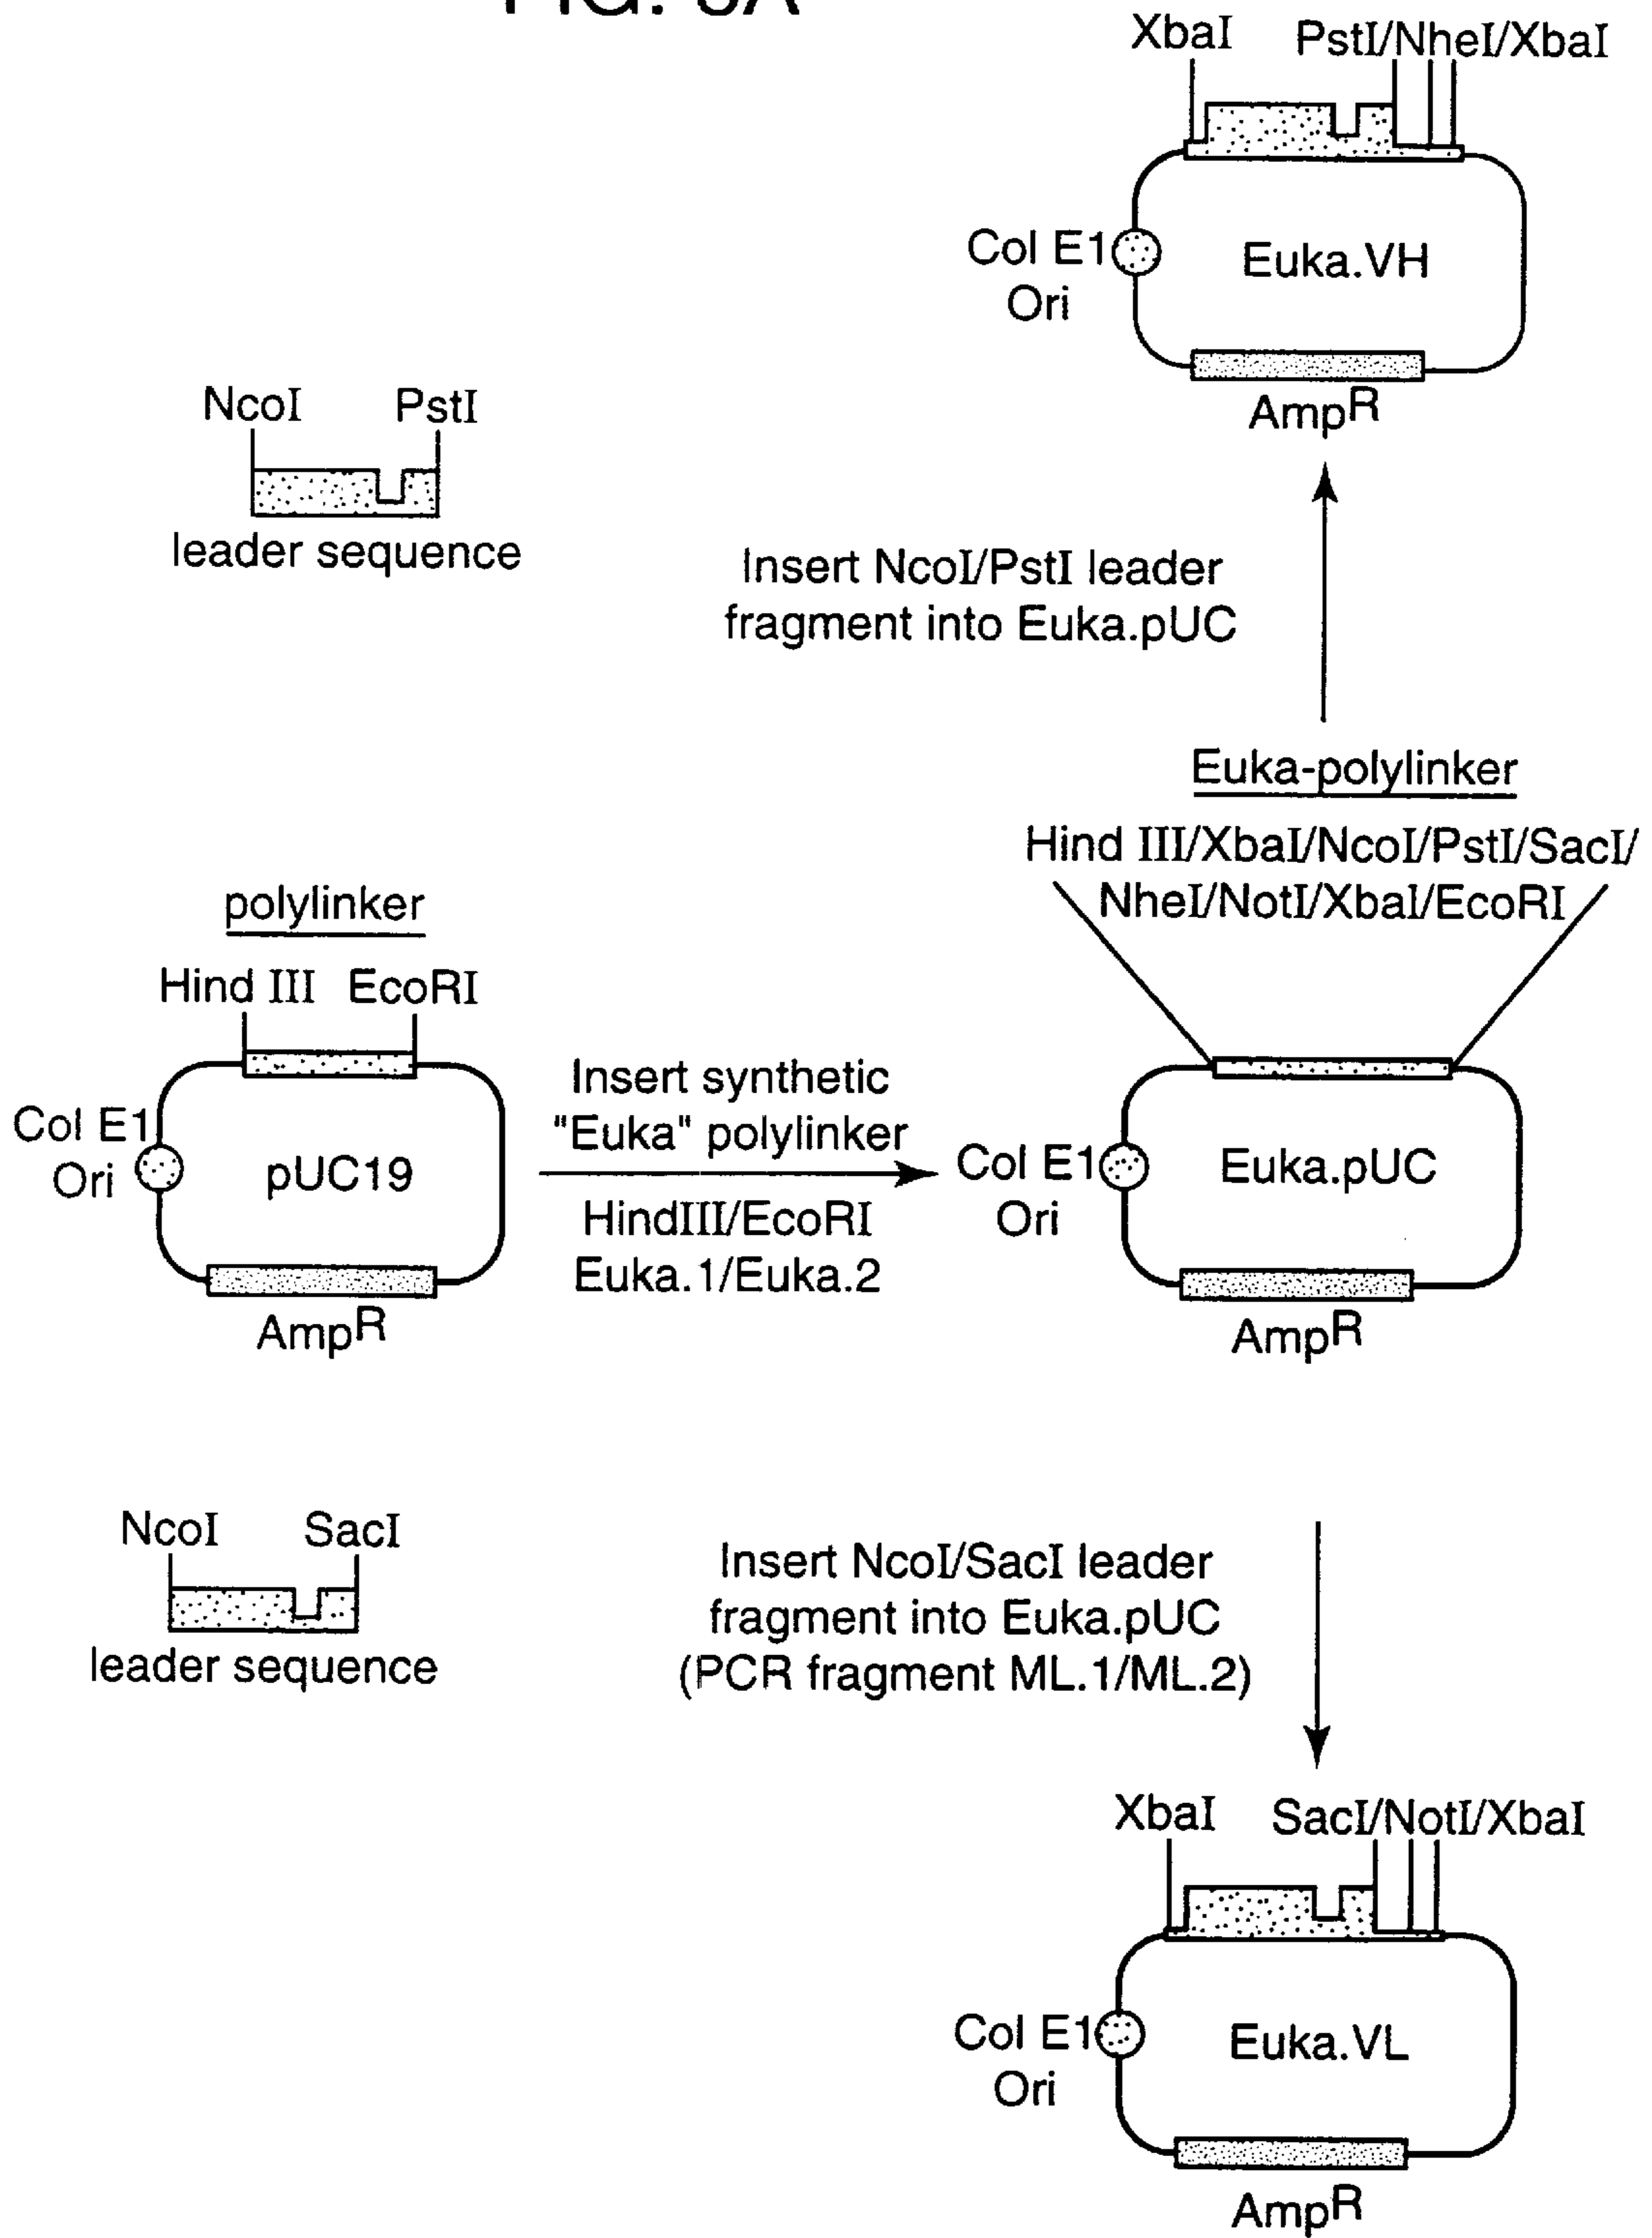 FIG. 3A
XbaI PstI/NheI/XbaI
Col E1
Ori
Euka.VH
AmpR
NcoI PstI
leader sequence
Insert NcoI/PstI leader
fragment into Euka.pUC
Euka-polylinker
Hind III/XbaI/NcoI/PstI/SacI/
NheI/NotI/XbaI/EcoRI
polylinker
Hind III EcoRI
Col E1
Ori
pUC19
AmpR
Insert synthetic
"Euka" polylinker
HindIII/EcoRI
Euka.1/Euka.2
Col E1
Ori
Euka.pUC
AmpR
NcoI SacI
leader sequence
Insert NcoI/SacI leader
fragment into Euka.pUC
(PCR fragment ML.1/ML.2)
XbaI SacI/NotI/XbaI
Col E1
Ori
Euka.VL
AmpR